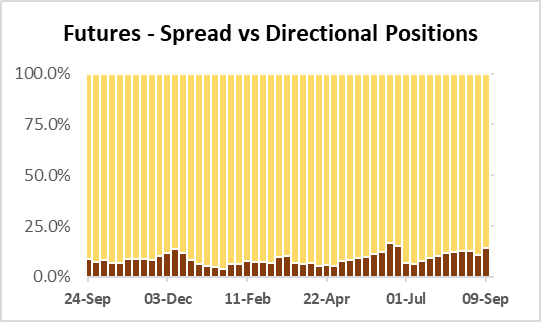 Futures - Spread vs Directional Positions
100.0%
75.0%
50.0%
25.0%
0.0%
24-Sep 03-Dec 11-Feb 22-Apr 01-Jul 09-Sep